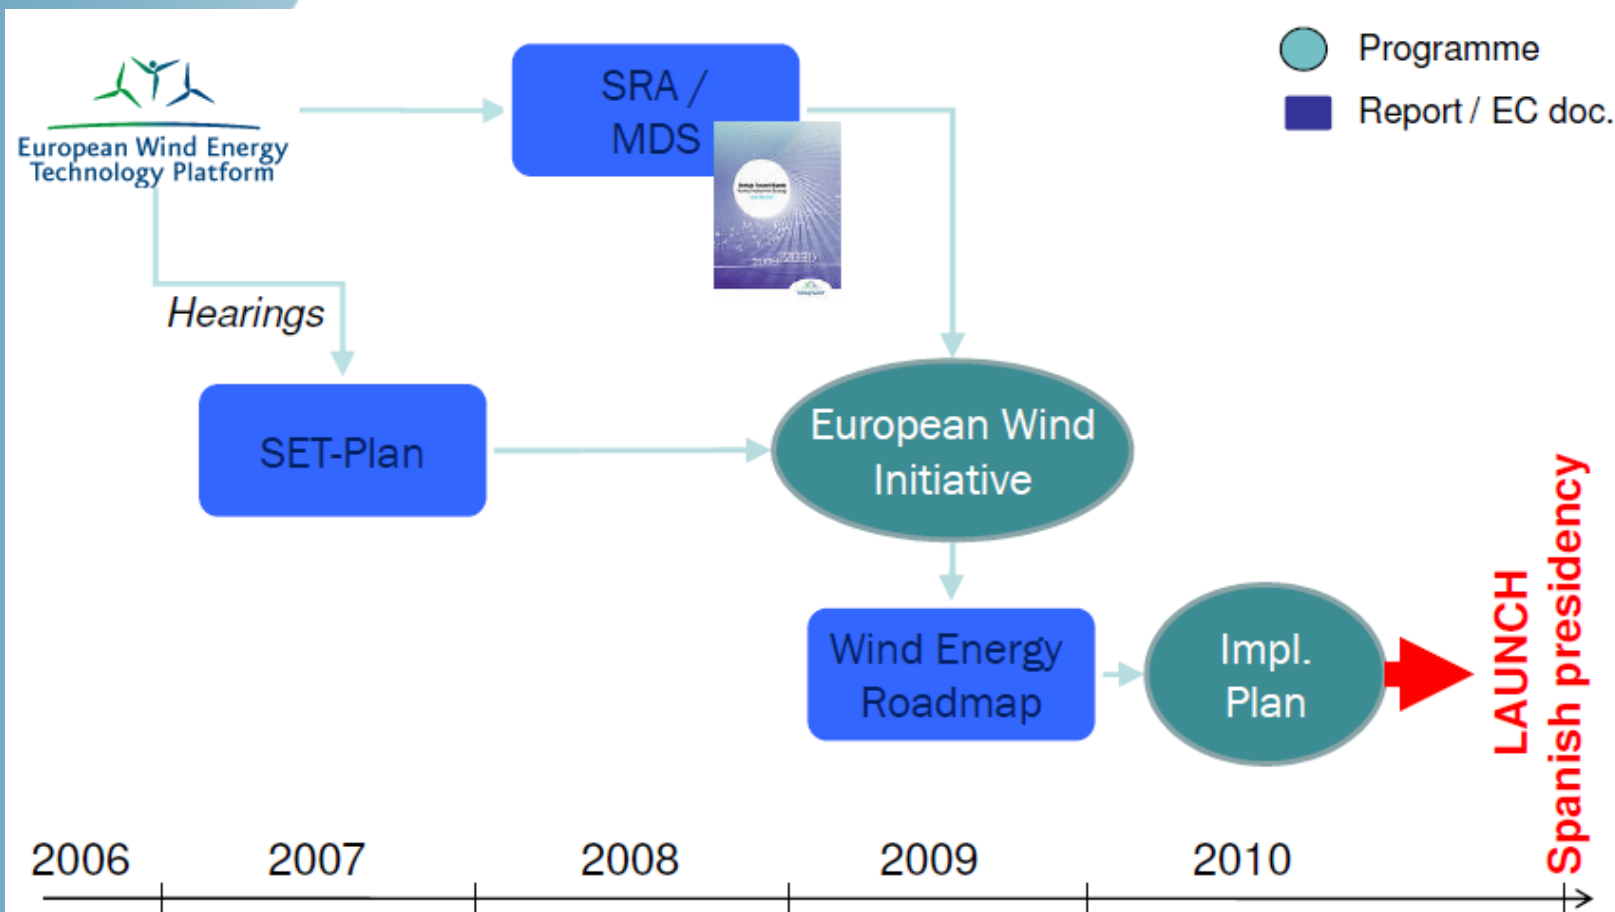 European Wind Energy
Technology Platform
SRA /
MDS
Programme
Report / EC doc.
Hearings
SET-Plan
European Wind
Initiative
Wind Energy
Roadmap
Impl.
Plan
LAUNCH
Spanish presidency
2006
2007
2008
2009
2010